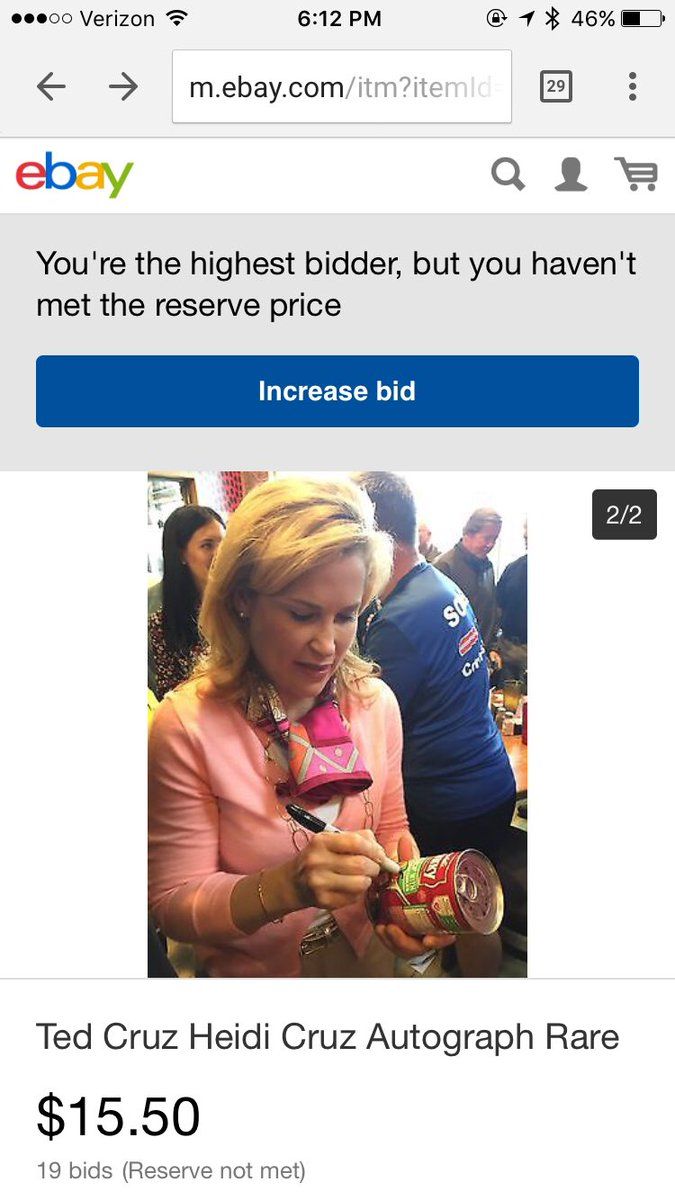 Verizon 6:12 PM 46%
m.ebay.com/itm?itemId=
29
ebay
You're the highest bidder, but you haven't
met the reserve price
Increase bid
2/2
SO
Ted Cruz Heidi Cruz Autograph Rare
$15.50
19 bids (Reserve not met)